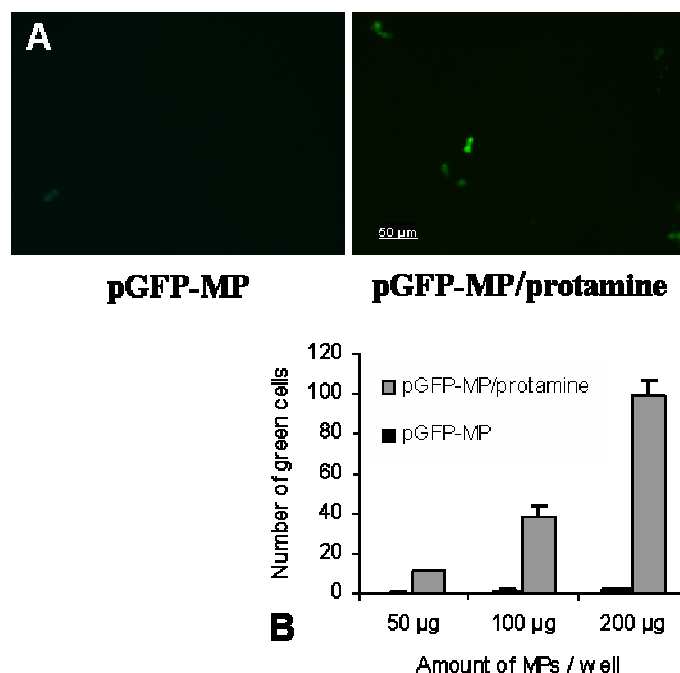 A
50 µm
pGFP-MP
pGFP-MP/protamine
120
100
80
60
40
20
0
Number of green cells
pGFP-MP/protamine
pGFP-MP
50 µg
100 µg
200 µg
B
Amount of MPs / well